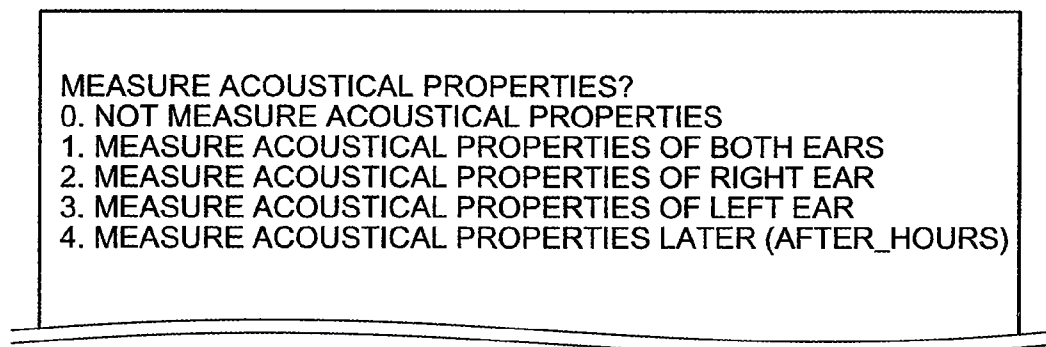 MEASURE ACOUSTICAL PROPERTIES?
0. NOT MEASURE ACOUSTICAL PROPERTIES
1. MEASURE ACOUSTICAL PROPERTIES OF BOTH EARS
2. MEASURE ACOUSTICAL PROPERTIES OF RIGHT EAR
3. MEASURE ACOUSTICAL PROPERTIES OF LEFT EAR
4. MEASURE ACOUSTICAL PROPERTIES LATER (AFTER_HOURS)